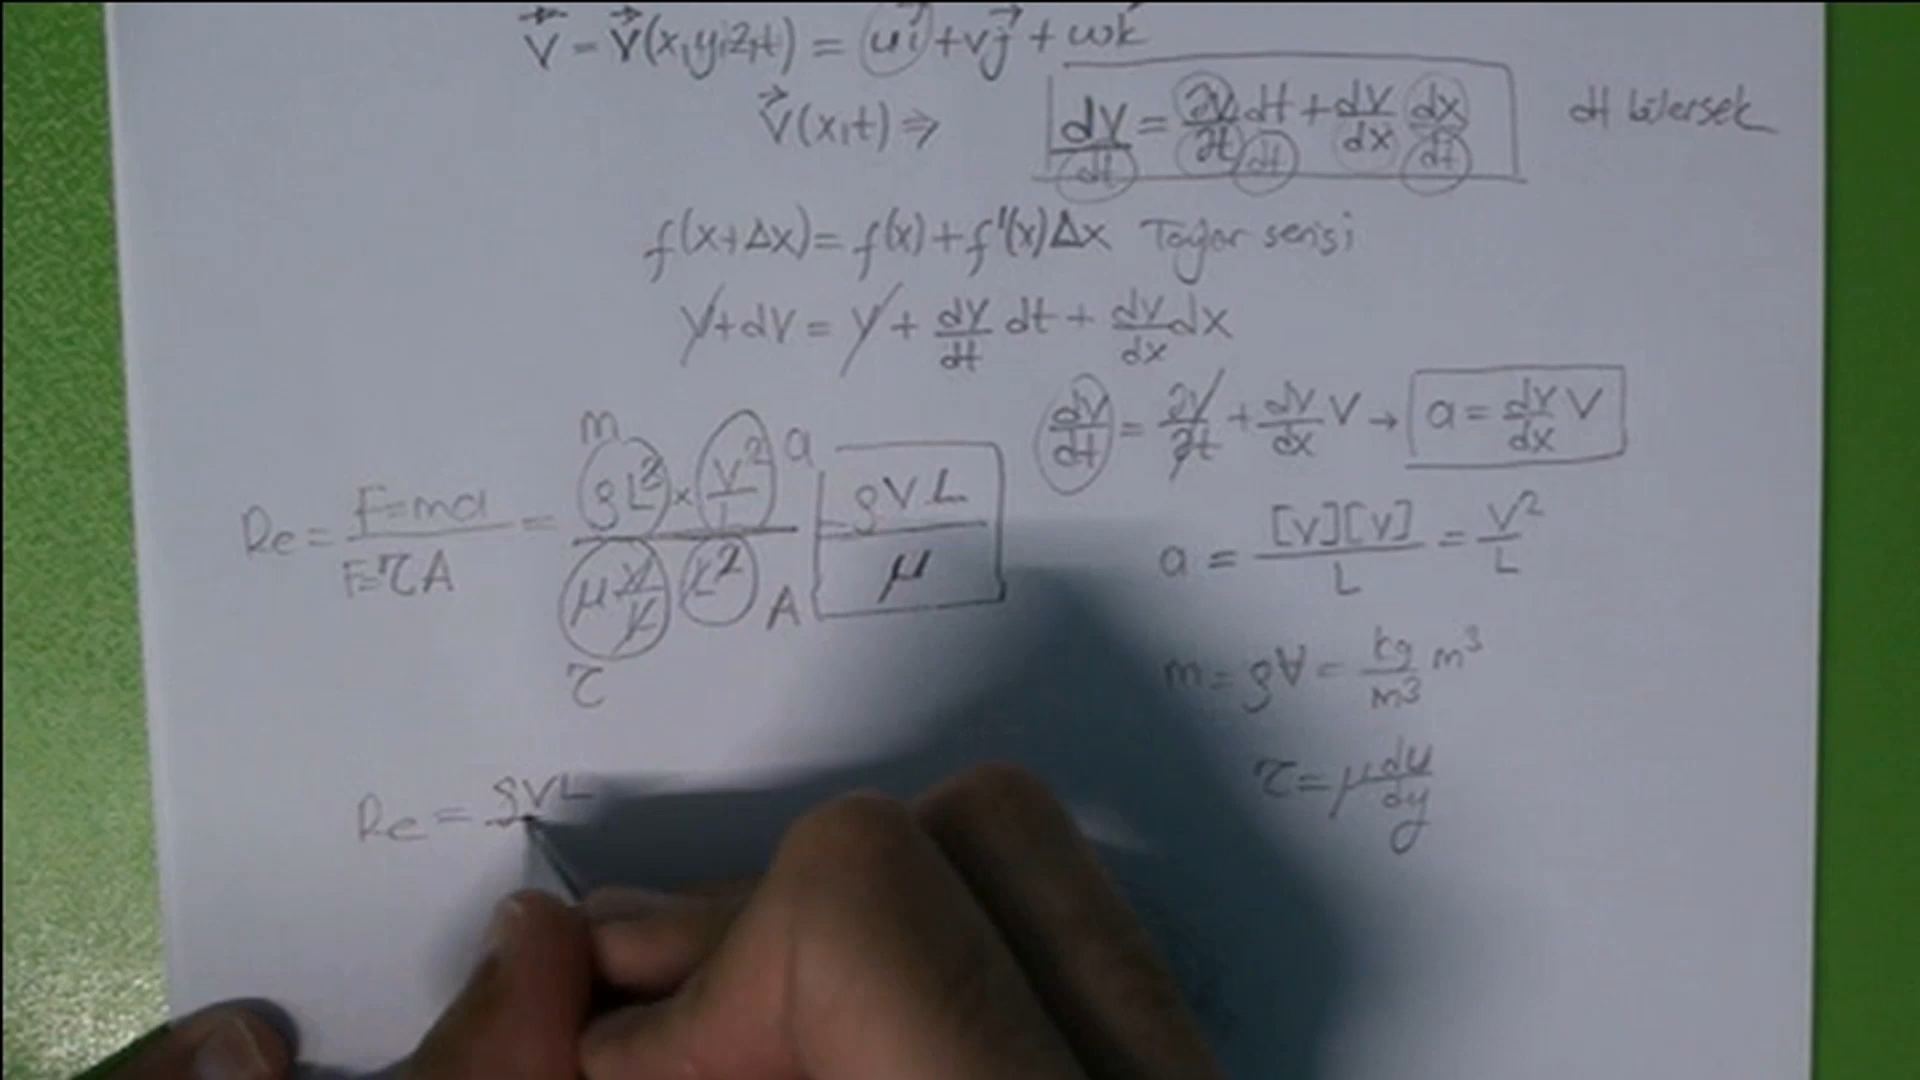 V⃗ = V⃗(x,y,z,t) = ui⃗ + vj⃗ + wk⃗
V⃗(x,t) ⇒ dV/dt = ∂V/∂t dt/dt + dV/dx dx/dt dt bölersek
f(x+Δx) = f(x) + f'(x)Δx Taylor serisi
V + dV = V + dV/dt dt + dV/dx dx
dV/dt = ∂V/∂t + dV/dx V → a = dV/dx V
m a
Re = F=ma / F=τA = ρL² x V²/L / μ V/L L² = ρVL / μ
A
τ
a = [V][V] / L = V² / L
m = ρV = kg/m³ m³
τ = μ du/dy
Re = ρVL